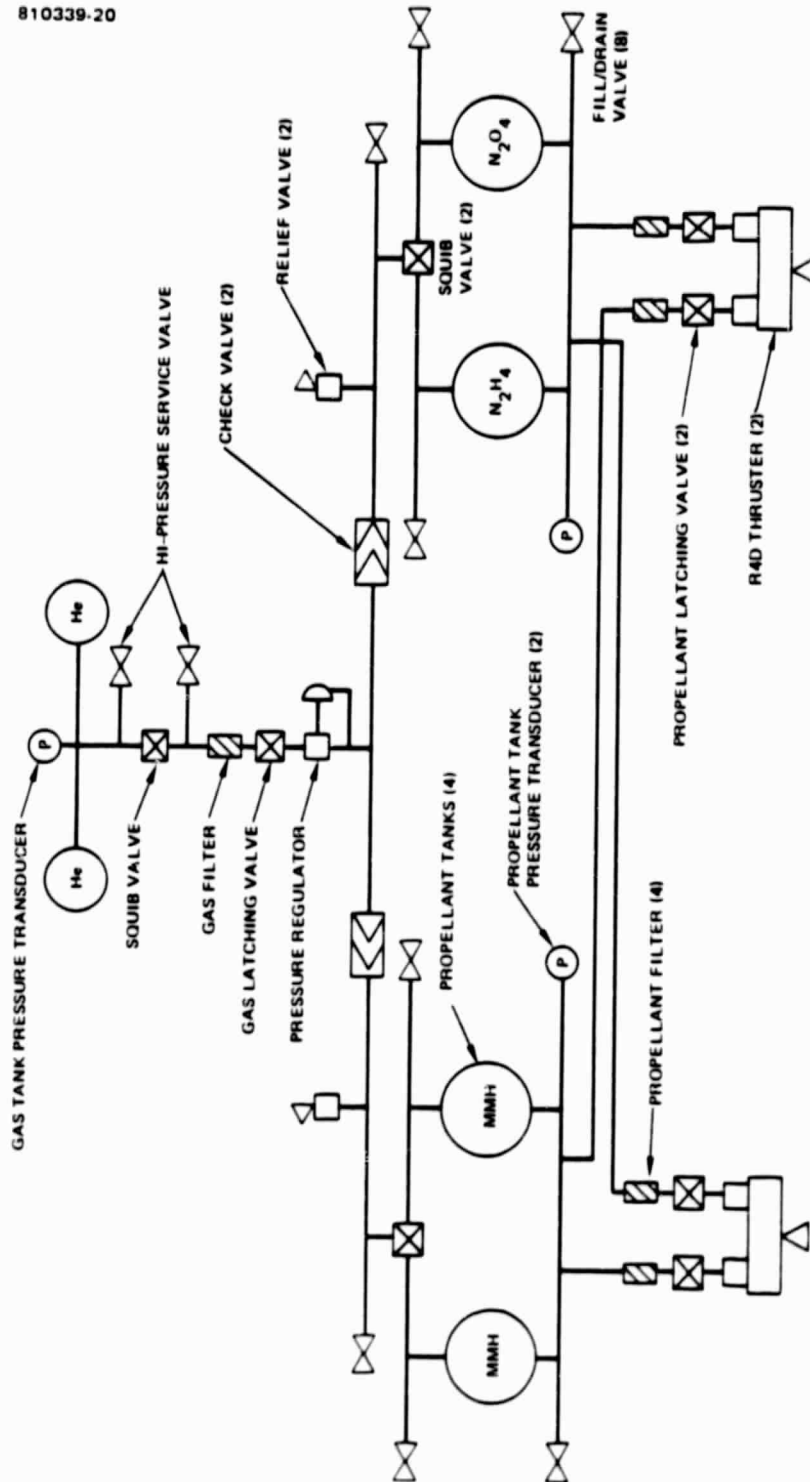 810339-20
GAS TANK PRESSURE TRANSDUCER
P
He
He
HI-PRESSURE SERVICE VALVE
SQUIB VALVE
GAS FILTER
GAS LATCHING VALVE
PRESSURE REGULATOR
RELIEF VALVE (2)
CHECK VALVE (2)
SQUIB
VALVE (2)
PROPELLANT TANKS (4)
MMH
MMH
N2H4
N2O4
PROPELLANT TANK
PRESSURE TRANSDUCER (2)
P
P
FILL/DRAIN
VALVE (8)
PROPELLANT FILTER (4)
PROPELLANT LATCHING VALVE (2)
R4D THRUSTER (2)